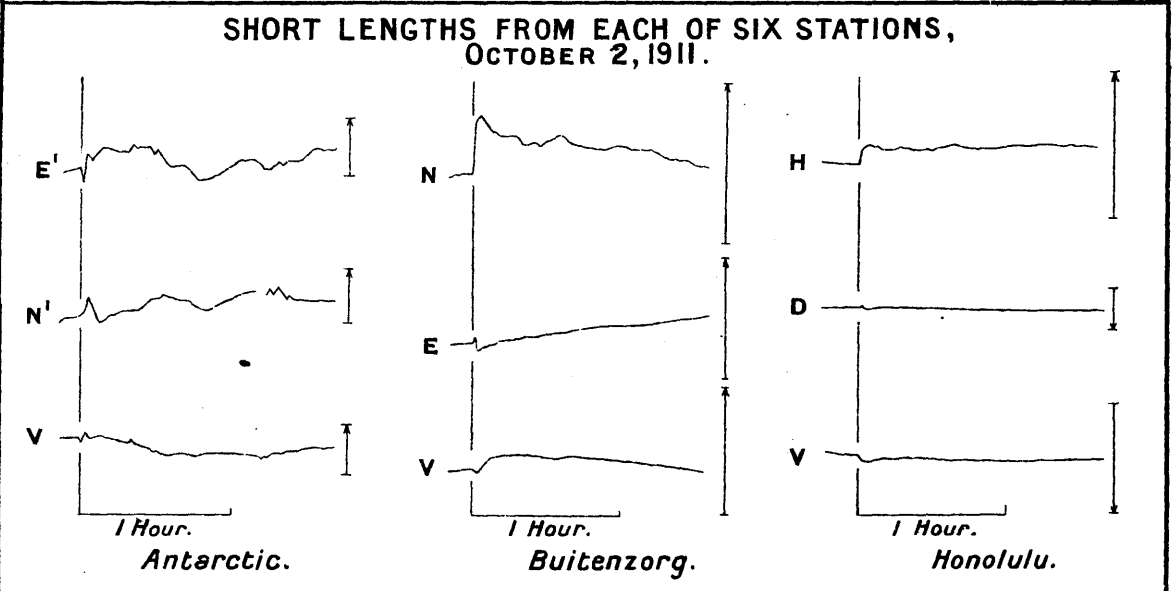 SHORT LENGTHS FROM EACH OF SIX STATIONS,
OCTOBER 2, 1911.
E'
N'
V
1 Hour.
Antarctic.
N
E
V
1 Hour.
Buitenzorg.
H
D
V
1 Hour.
Honolulu.